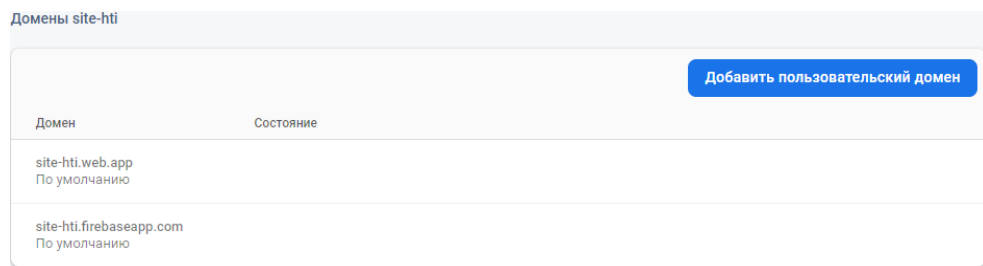 Домены site-hti
Добавить пользовательский домен
Домен Состояние
site-hti.web.app
По умолчанию
site-hti.firebaseapp.com
По умолчанию